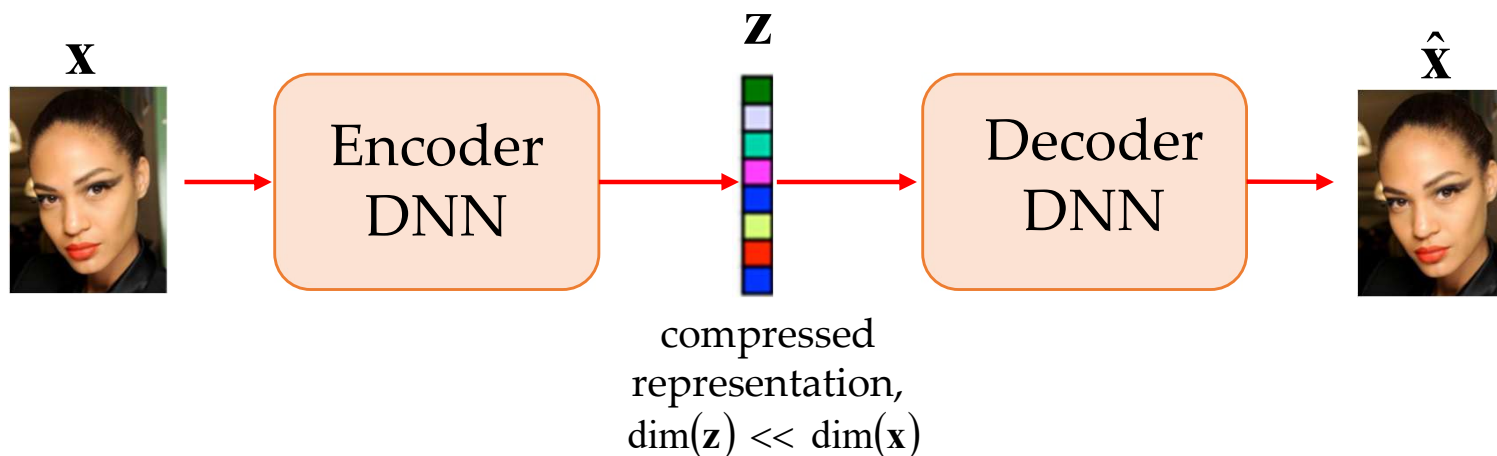 x
Encoder
DNN
z
compressed
representation,
dim(z) << dim(x)
Decoder
DNN
x̂